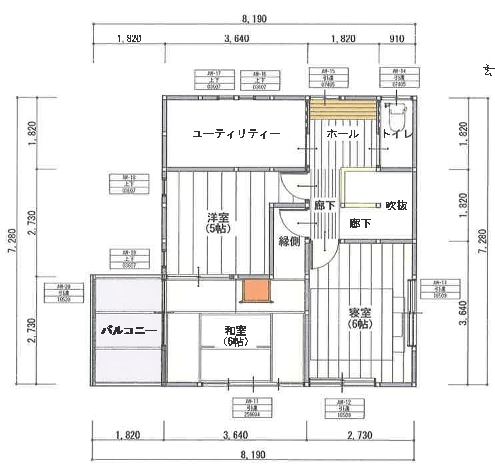 8,190
1,820 3,640 1,820 910
AW-17
上下
03607
AW-16
上下
03607
AW-15
引違
07405
AW-14
引違
07405
ユーティリティー
ホール
トイレ
1,820
2,730
2,730
7,280
1,820
1,820
3,640
7,280
AW-18
上下
03607
洋室
(5帖)
廊下
吹抜
廊下
縁側
AW-19
上下
03607
AW-20
引違
16520
AW-13
引違
16509
バルコニー
和室
(6帖)
寝室
(6帖)
AW-11
引違
AW-12
引違
16509
1,820 3,640 2,730
8,190